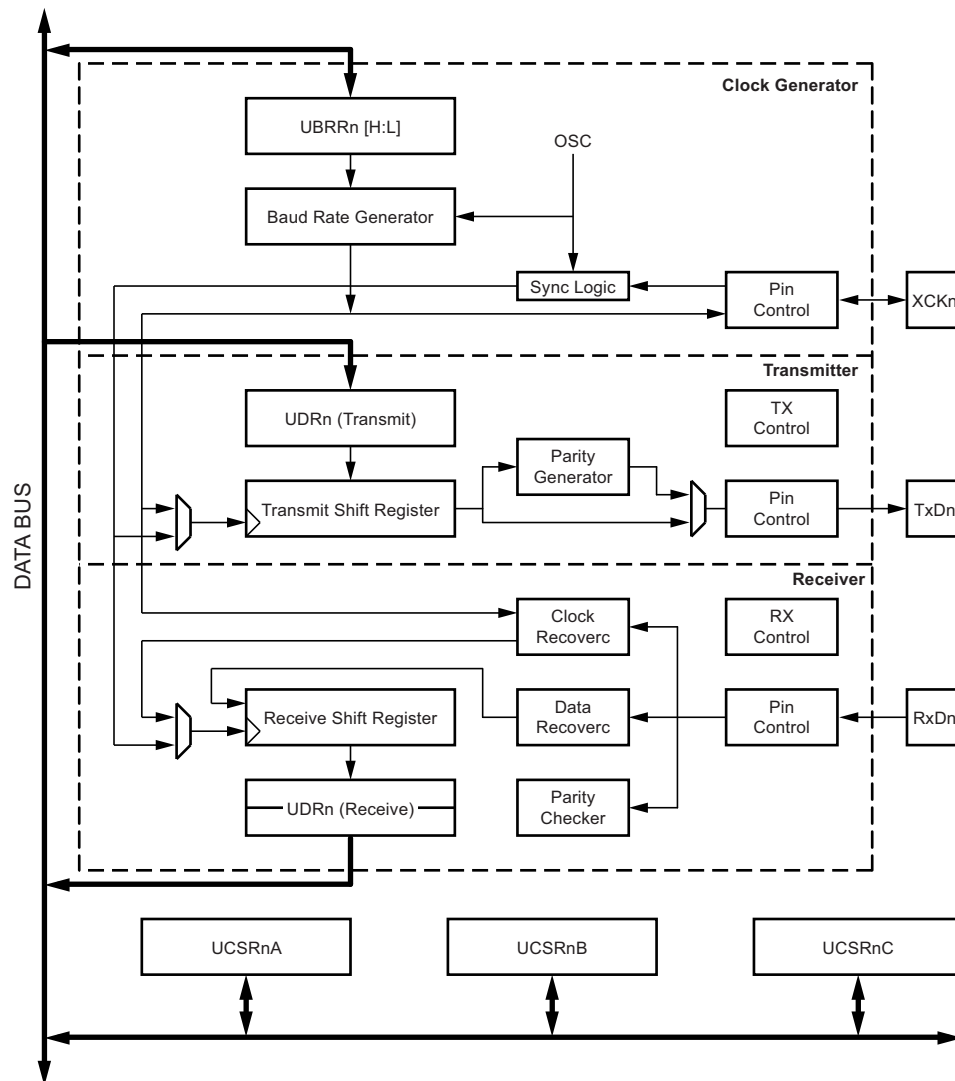 Clock Generator
UBRRn [H:L]
OSC
Baud Rate Generator
Sync Logic
Pin
Control
XCKn
Transmitter
UDRn (Transmit)
TX
Control
Parity
Generator
Transmit Shift Register
Pin
Control
TxDn
DATA BUS
Receiver
Clock
Recoverc
RX
Control
Receive Shift Register
Data
Recoverc
Pin
Control
RxDn
UDRn (Receive)
Parity
Checker
UCSRnA
UCSRnB
UCSRnC